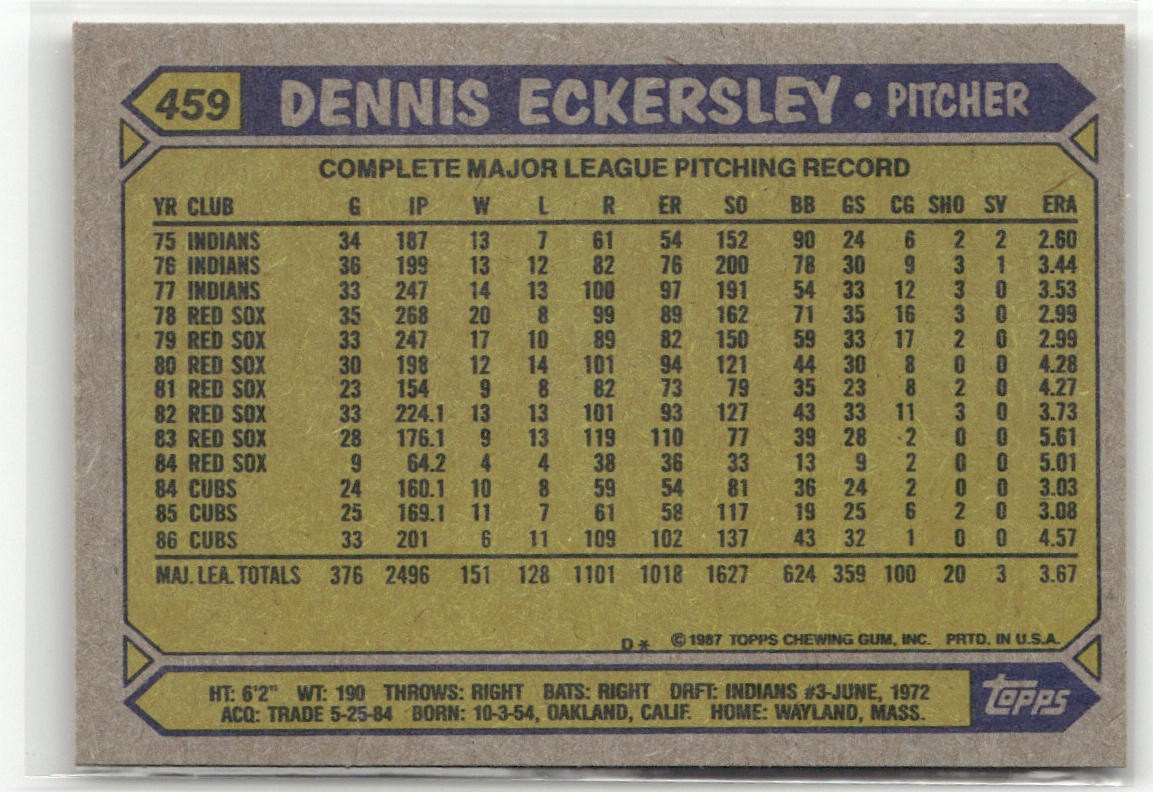 459 DENNIS ECKERSLEY • PITCHER
COMPLETE MAJOR LEAGUE PITCHING RECORD
YR CLUB G IP W L R ER SO BB GS CG SHO SV ERA
75 INDIANS 34 187 13 7 61 54 152 90 24 6 2 2 2.60
76 INDIANS 36 199 13 12 82 76 200 78 30 9 3 1 3.44
77 INDIANS 33 247 14 13 100 97 191 54 33 12 3 0 3.53
78 RED SOX 35 268 20 8 99 89 162 71 35 16 3 0 2.99
79 RED SOX 33 247 17 10 89 82 150 59 33 17 2 0 2.99
80 RED SOX 30 198 12 14 101 94 121 44 30 8 0 0 4.28
81 RED SOX 23 154 9 8 82 73 79 35 23 8 2 0 4.27
82 RED SOX 33 224.1 13 13 101 93 127 43 33 11 3 0 3.73
83 RED SOX 28 176.1 9 13 119 110 77 39 28 2 0 0 5.61
84 RED SOX 9 64.2 4 4 38 36 33 13 9 2 0 0 5.01
84 CUBS 24 160.1 10 8 59 54 81 36 24 2 0 0 3.03
85 CUBS 25 169.1 11 7 61 58 117 19 25 6 2 0 3.08
86 CUBS 33 201 6 11 109 102 137 43 32 1 0 0 4.57
MAJ. LEA. TOTALS 376 2496 151 128 1101 1018 1627 624 359 100 20 3 3.67
D* ©1987 TOPPS CHEWING GUM, INC. PRTD. IN U.S.A.
HT: 6'2" WT: 190 THROWS: RIGHT BATS: RIGHT DRFT: INDIANS #3-JUNE, 1972
ACQ: TRADE 5-25-84 BORN: 10-3-54, OAKLAND, CALIF. HOME: WAYLAND, MASS.
Topps